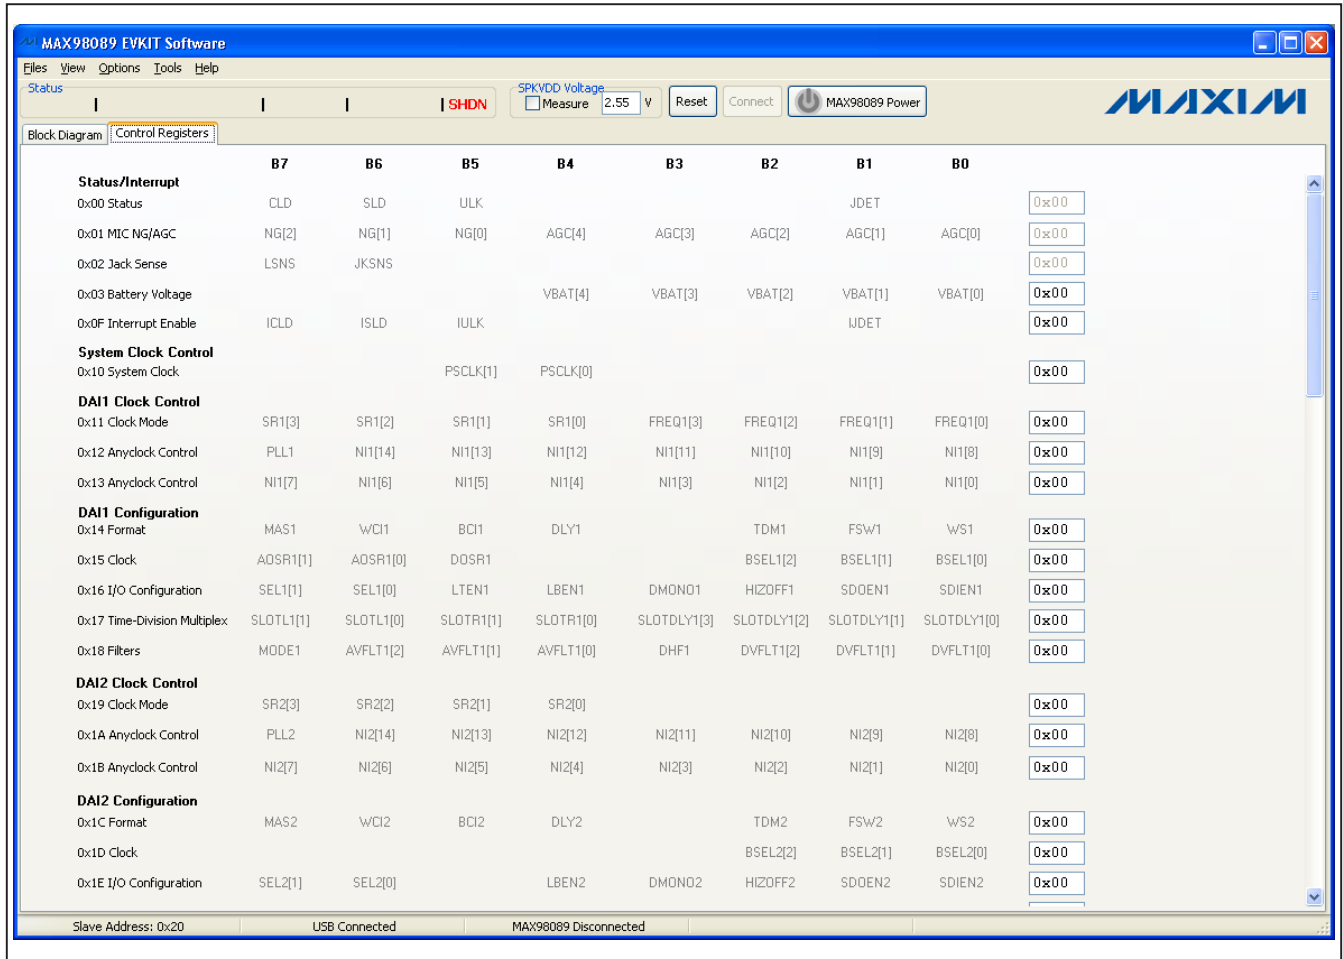 MAX98089 EVKIT Software
Files View Options Tools Help
Status SHDN SPKVDD Voltage Measure 2.55 V Reset Connect MAX98089 Power MAXIM
Block Diagram Control Registers
B7 B6 B5 B4 B3 B2 B1 B0
Status/Interrupt
0x00 Status CLD SLD ULK JDET 0x00
0x01 MIC NG/AGC NG[2] NG[1] NG[0] AGC[4] AGC[3] AGC[2] AGC[1] AGC[0] 0x00
0x02 Jack Sense LSNS JKSNS 0x00
0x03 Battery Voltage VBAT[4] VBAT[3] VBAT[2] VBAT[1] VBAT[0] 0x00
0x0F Interrupt Enable ICLD ISLD IULK IJDET 0x00
System Clock Control
0x10 System Clock PSCLK[1] PSCLK[0] 0x00
DAI1 Clock Control
0x11 Clock Mode SR1[3] SR1[2] SR1[1] SR1[0] FREQ1[3] FREQ1[2] FREQ1[1] FREQ1[0] 0x00
0x12 Anyclock Control PLL1 NI1[14] NI1[13] NI1[12] NI1[11] NI1[10] NI1[9] NI1[8] 0x00
0x13 Anyclock Control NI1[7] NI1[6] NI1[5] NI1[4] NI1[3] NI1[2] NI1[1] NI1[0] 0x00
DAI1 Configuration
0x14 Format MAS1 WCI1 BCI1 DLY1 TDM1 FSW1 WS1 0x00
0x15 Clock AOSR1[1] AOSR1[0] DOSR1 BSEL1[2] BSEL1[1] BSEL1[0] 0x00
0x16 I/O Configuration SEL1[1] SEL1[0] LTEN1 LBEN1 DMONO1 HIZOFF1 SDOEN1 SDIEN1 0x00
0x17 Time-Division Multiplex SLOTL1[1] SLOTL1[0] SLOTR1[1] SLOTR1[0] SLOTDLY1[3] SLOTDLY1[2] SLOTDLY1[1] SLOTDLY1[0] 0x00
0x18 Filters MODE1 AVFLT1[2] AVFLT1[1] AVFLT1[0] DHF1 DVFLT1[2] DVFLT1[1] DVFLT1[0] 0x00
DAI2 Clock Control
0x19 Clock Mode SR2[3] SR2[2] SR2[1] SR2[0] 0x00
0x1A Anyclock Control PLL2 NI2[14] NI2[13] NI2[12] NI2[11] NI2[10] NI2[9] NI2[8] 0x00
0x1B Anyclock Control NI2[7] NI2[6] NI2[5] NI2[4] NI2[3] NI2[2] NI2[1] NI2[0] 0x00
DAI2 Configuration
0x1C Format MAS2 WCI2 BCI2 DLY2 TDM2 FSW2 WS2 0x00
0x1D Clock BSEL2[2] BSEL2[1] BSEL2[0] 0x00
0x1E I/O Configuration SEL2[1] SEL2[0] LBEN2 DMONO2 HIZOFF2 SDOEN2 SDIEN2 0x00
Slave Address: 0x20 USB Connected MAX98089 Disconnected